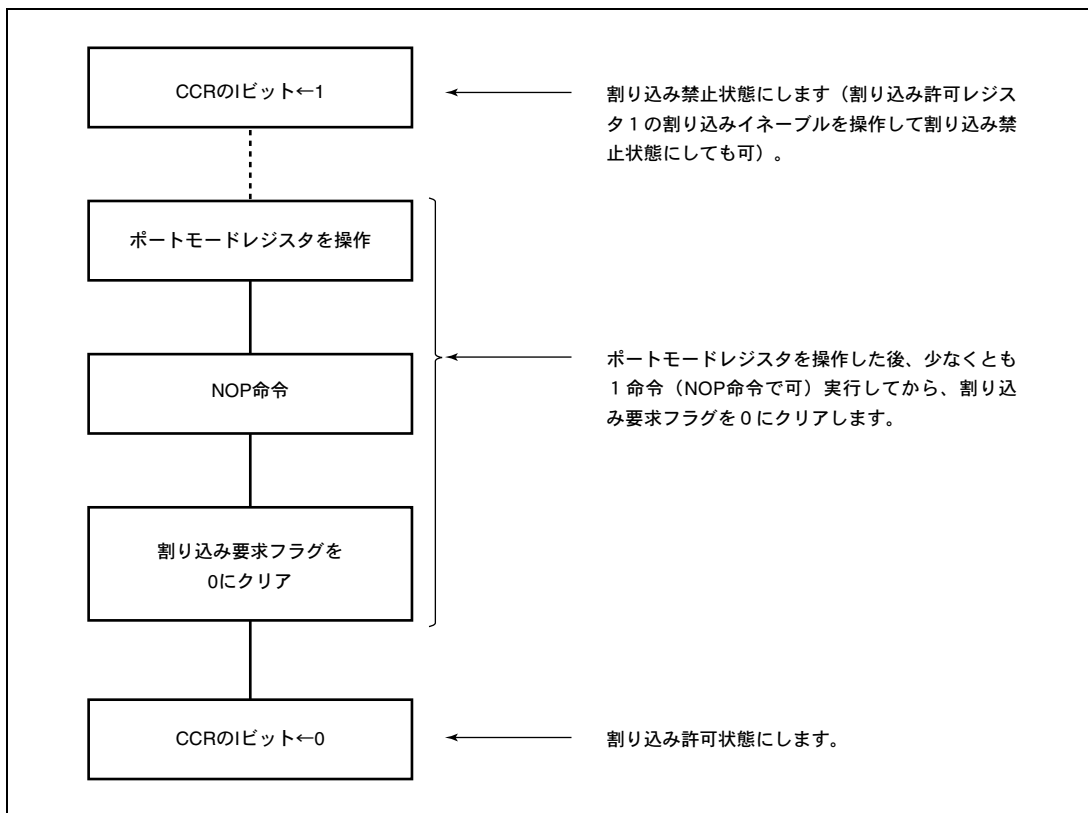 CCRのIビット←1
割り込み禁止状態にします（割り込み許可レジス
タ１の割り込みイネーブルを操作して割り込み禁
止状態にしても可）。
ポートモードレジスタを操作
NOP命令
ポートモードレジスタを操作した後、少なくとも
１命令（NOP命令で可）実行してから、割り込
み要求フラグを０にクリアします。
割り込み要求フラグを
0にクリア
CCRのIビット←0
割り込み許可状態にします。